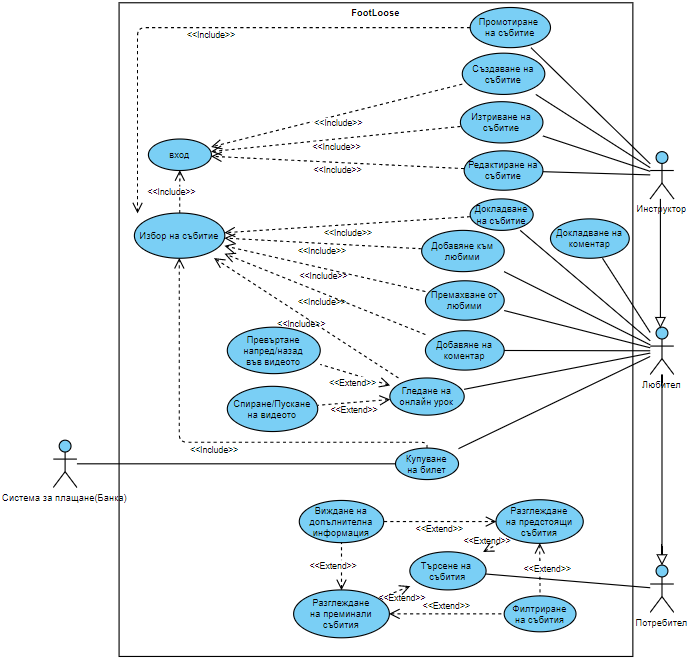 FootLoose
Промотиране
на събитие
<<Include>>
Създаване на
събитие
<<Include>>
Изтриване на
събитие
<<Include>>
вход
Редактиране на
събитие
<<Include>>
<<Include>>
Инструктор
Докладване
на събитие
<<Include>>
Избор на събитие
Докладване на
коментар
Добавяне към
любими
<<Include>>
<<Include>>
Премахване от
любими
<<Include>>
<<Include>>
Превъртане
напред/назад
във видеото
Добавяне на
коментар
<<Extend>>
Любител
Гледане на
онлайн урок
Спиране/Пускане
на видеото
<<Extend>>
<<Include>>
Купуване
на билет
Система за плащане(Банка)
Виждане на
допълнителна
информация
<<Extend>>
Разглеждане
на предстоящи
събития
<<Extend>>
<<Extend>>
Търсене на
събития
<<Extend>>
<<Extend>>
Разглеждане
на преминали
събития
<<Extend>>
Филтриране
на събития
Потребител